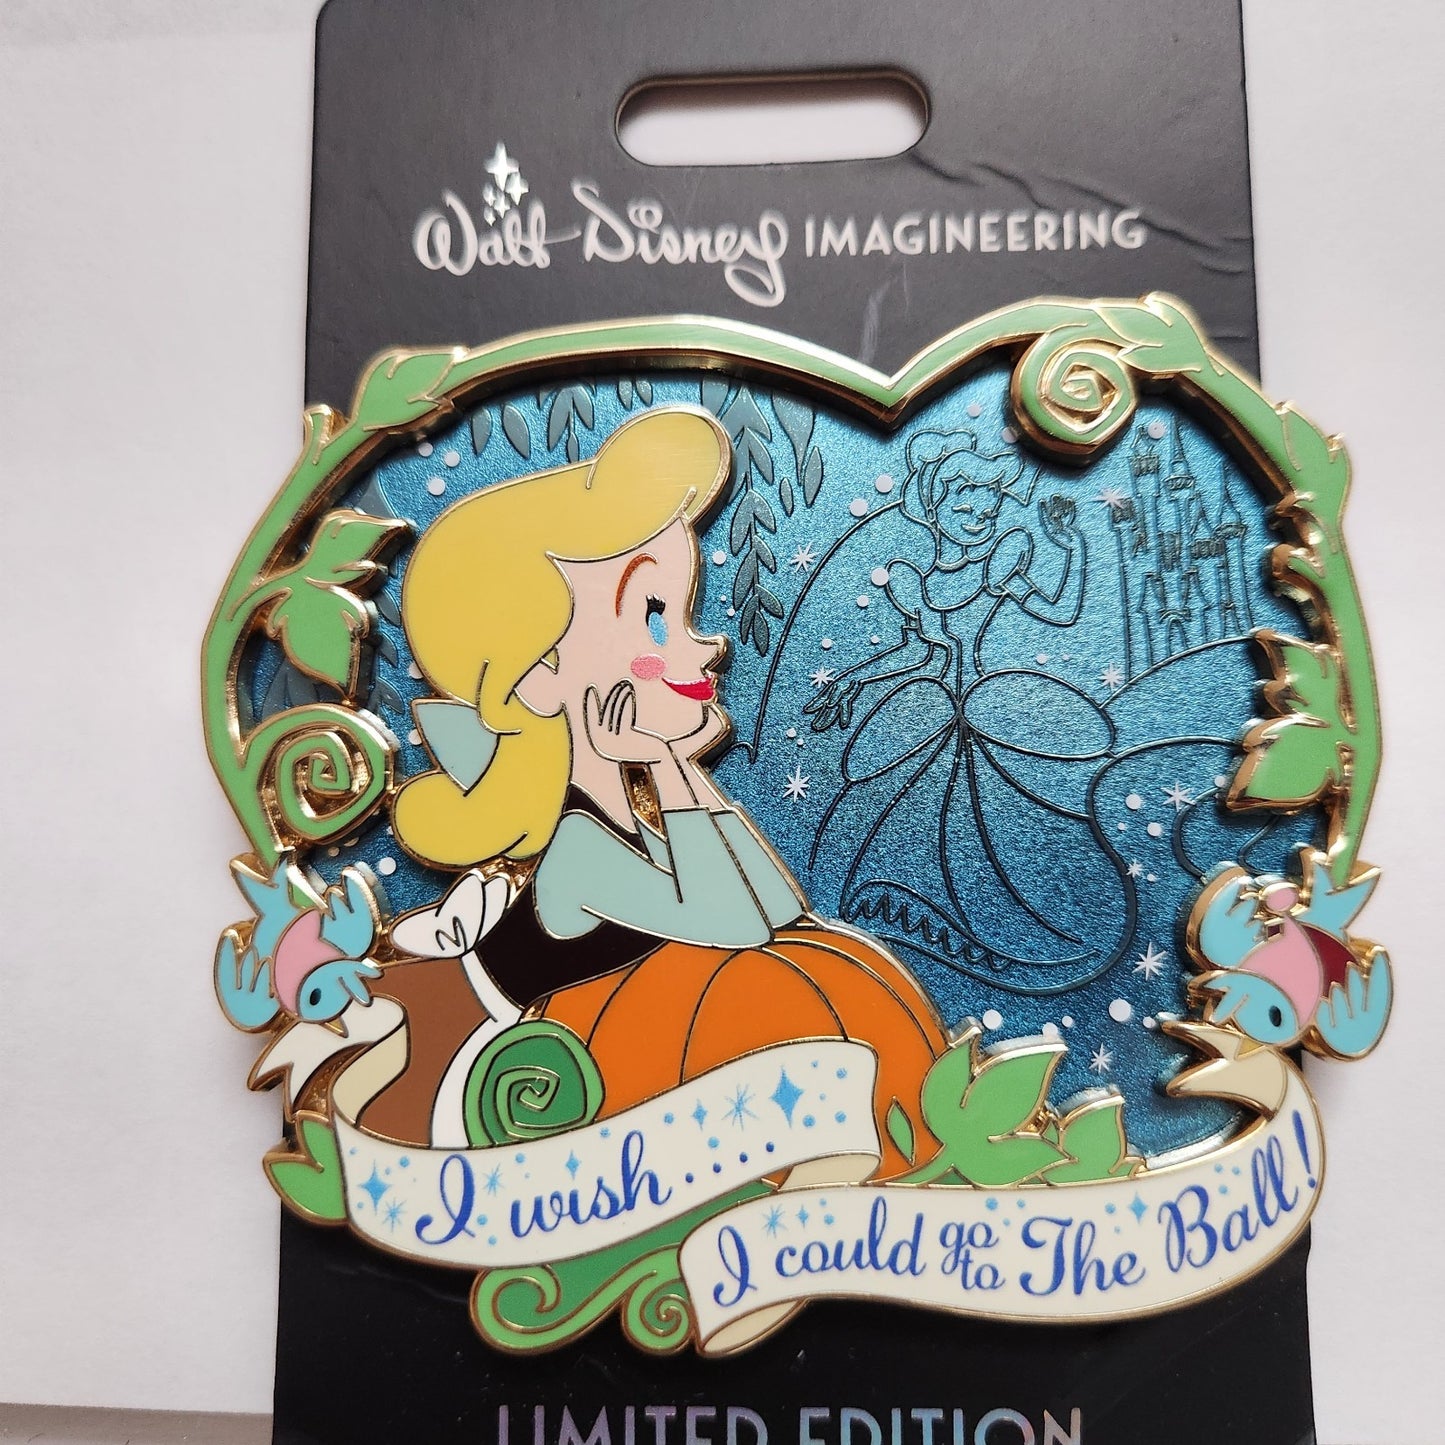 Walt Disney IMAGINEERING
I wish.....
I could go to The Ball!
LIMITED EDITION